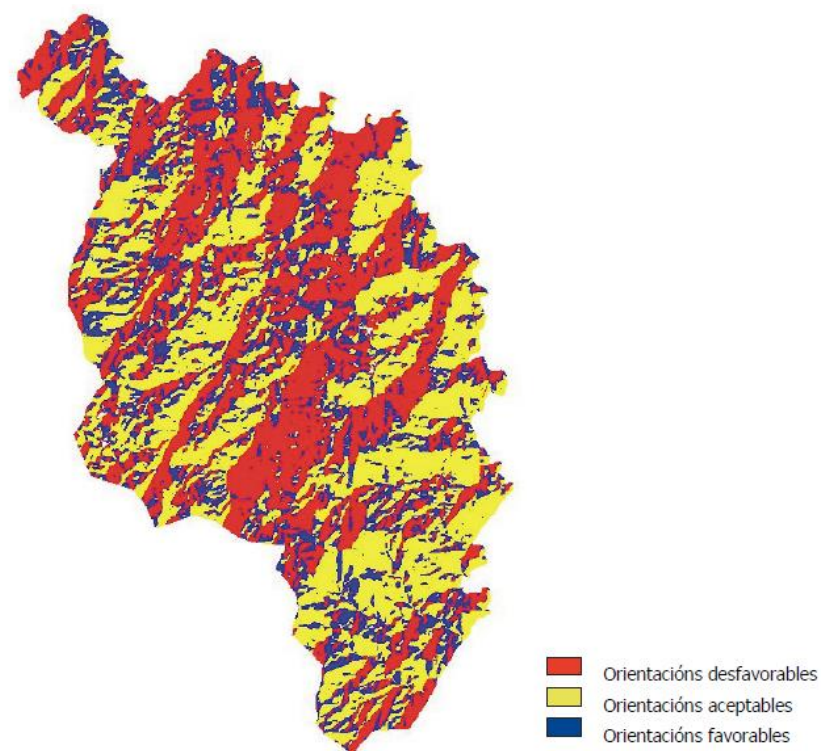 Orientacións desfavorables
Orientacións aceptables
Orientacións favorables